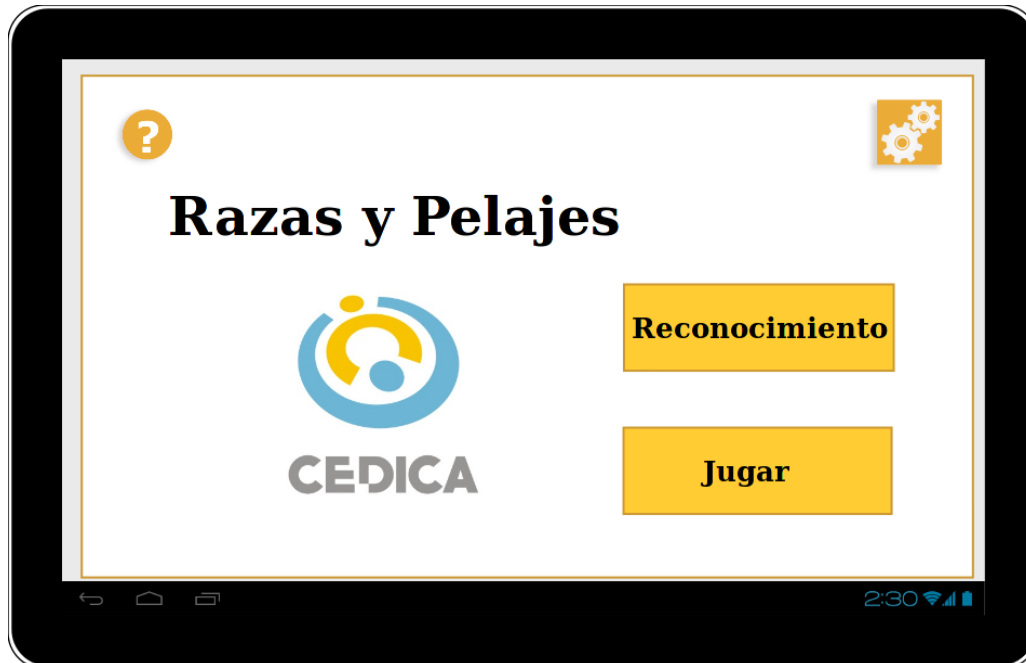 ?
Razas y Pelajes
Reconocimiento
CEDICA
Jugar
2:30